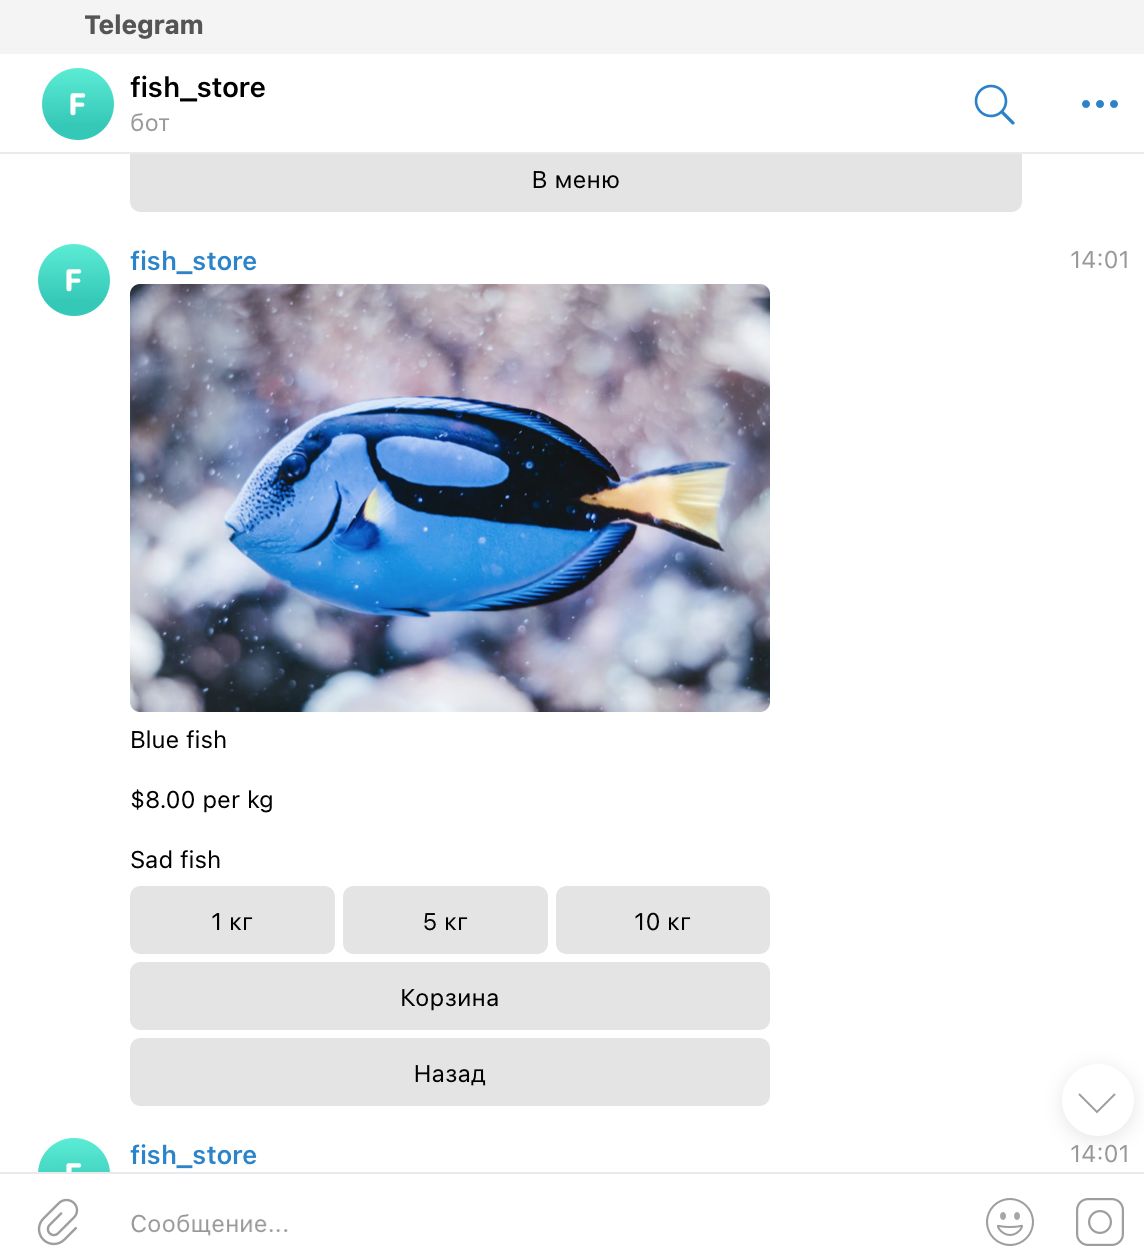 Telegram
F
fish_store
бот
В меню
F
fish_store
14:01
Blue fish
$8.00 per kg
Sad fish
1 кг
5 кг
10 кг
Корзина
Назад
F
fish_store
14:01
Сообщение...